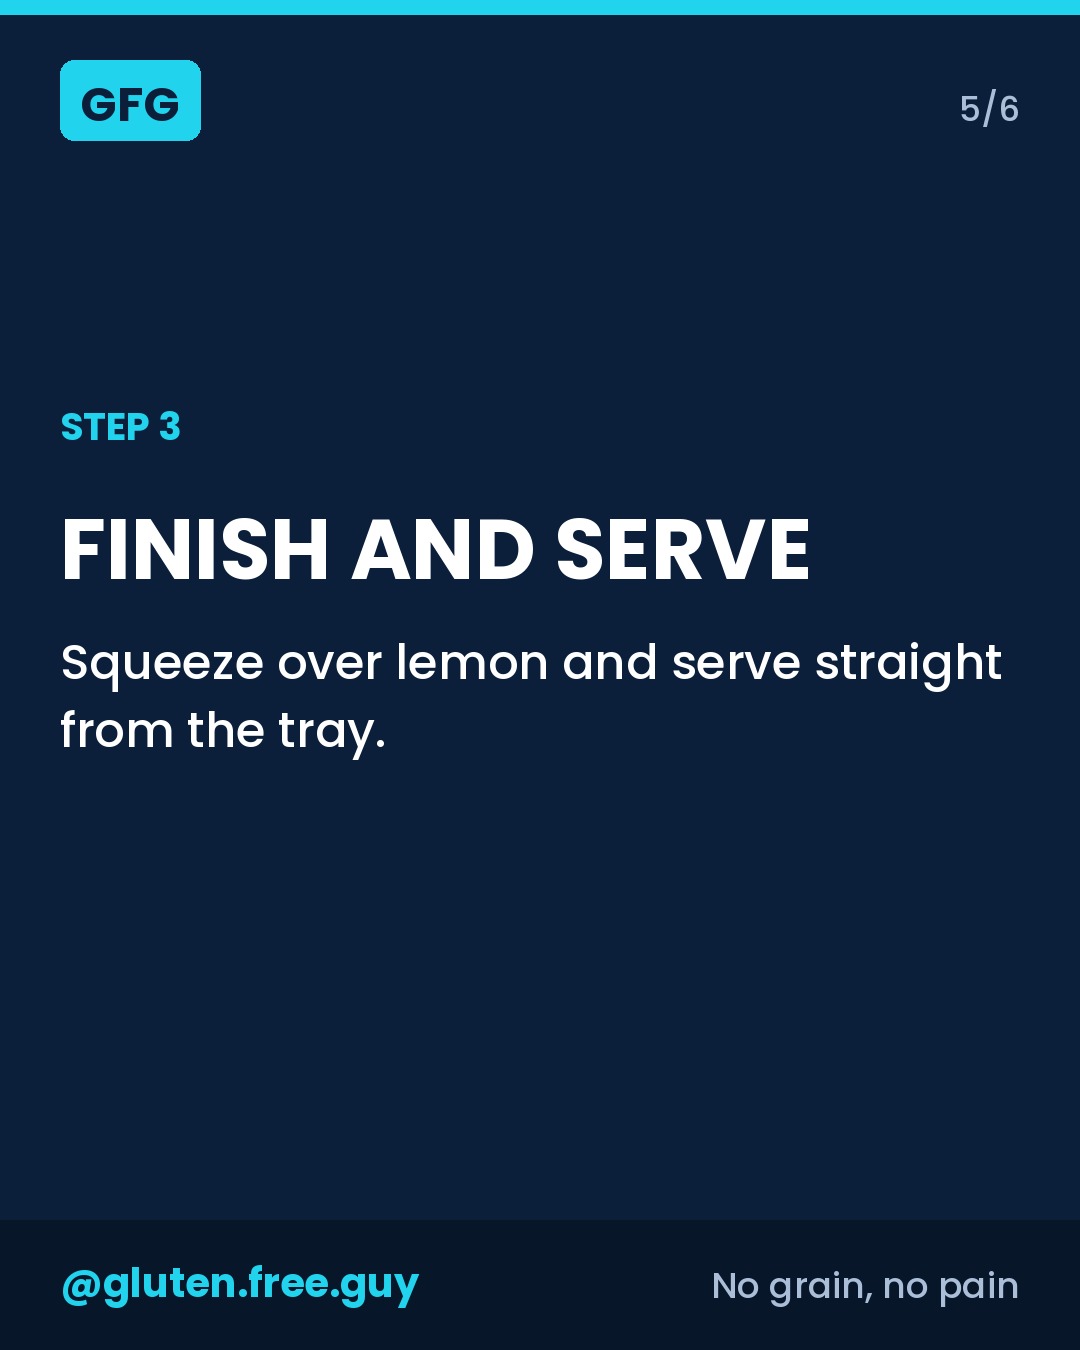 GFG
5/6
STEP 3
FINISH AND SERVE
Squeeze over lemon and serve straight
from the tray.
@gluten.free.guy
No grain, no pain